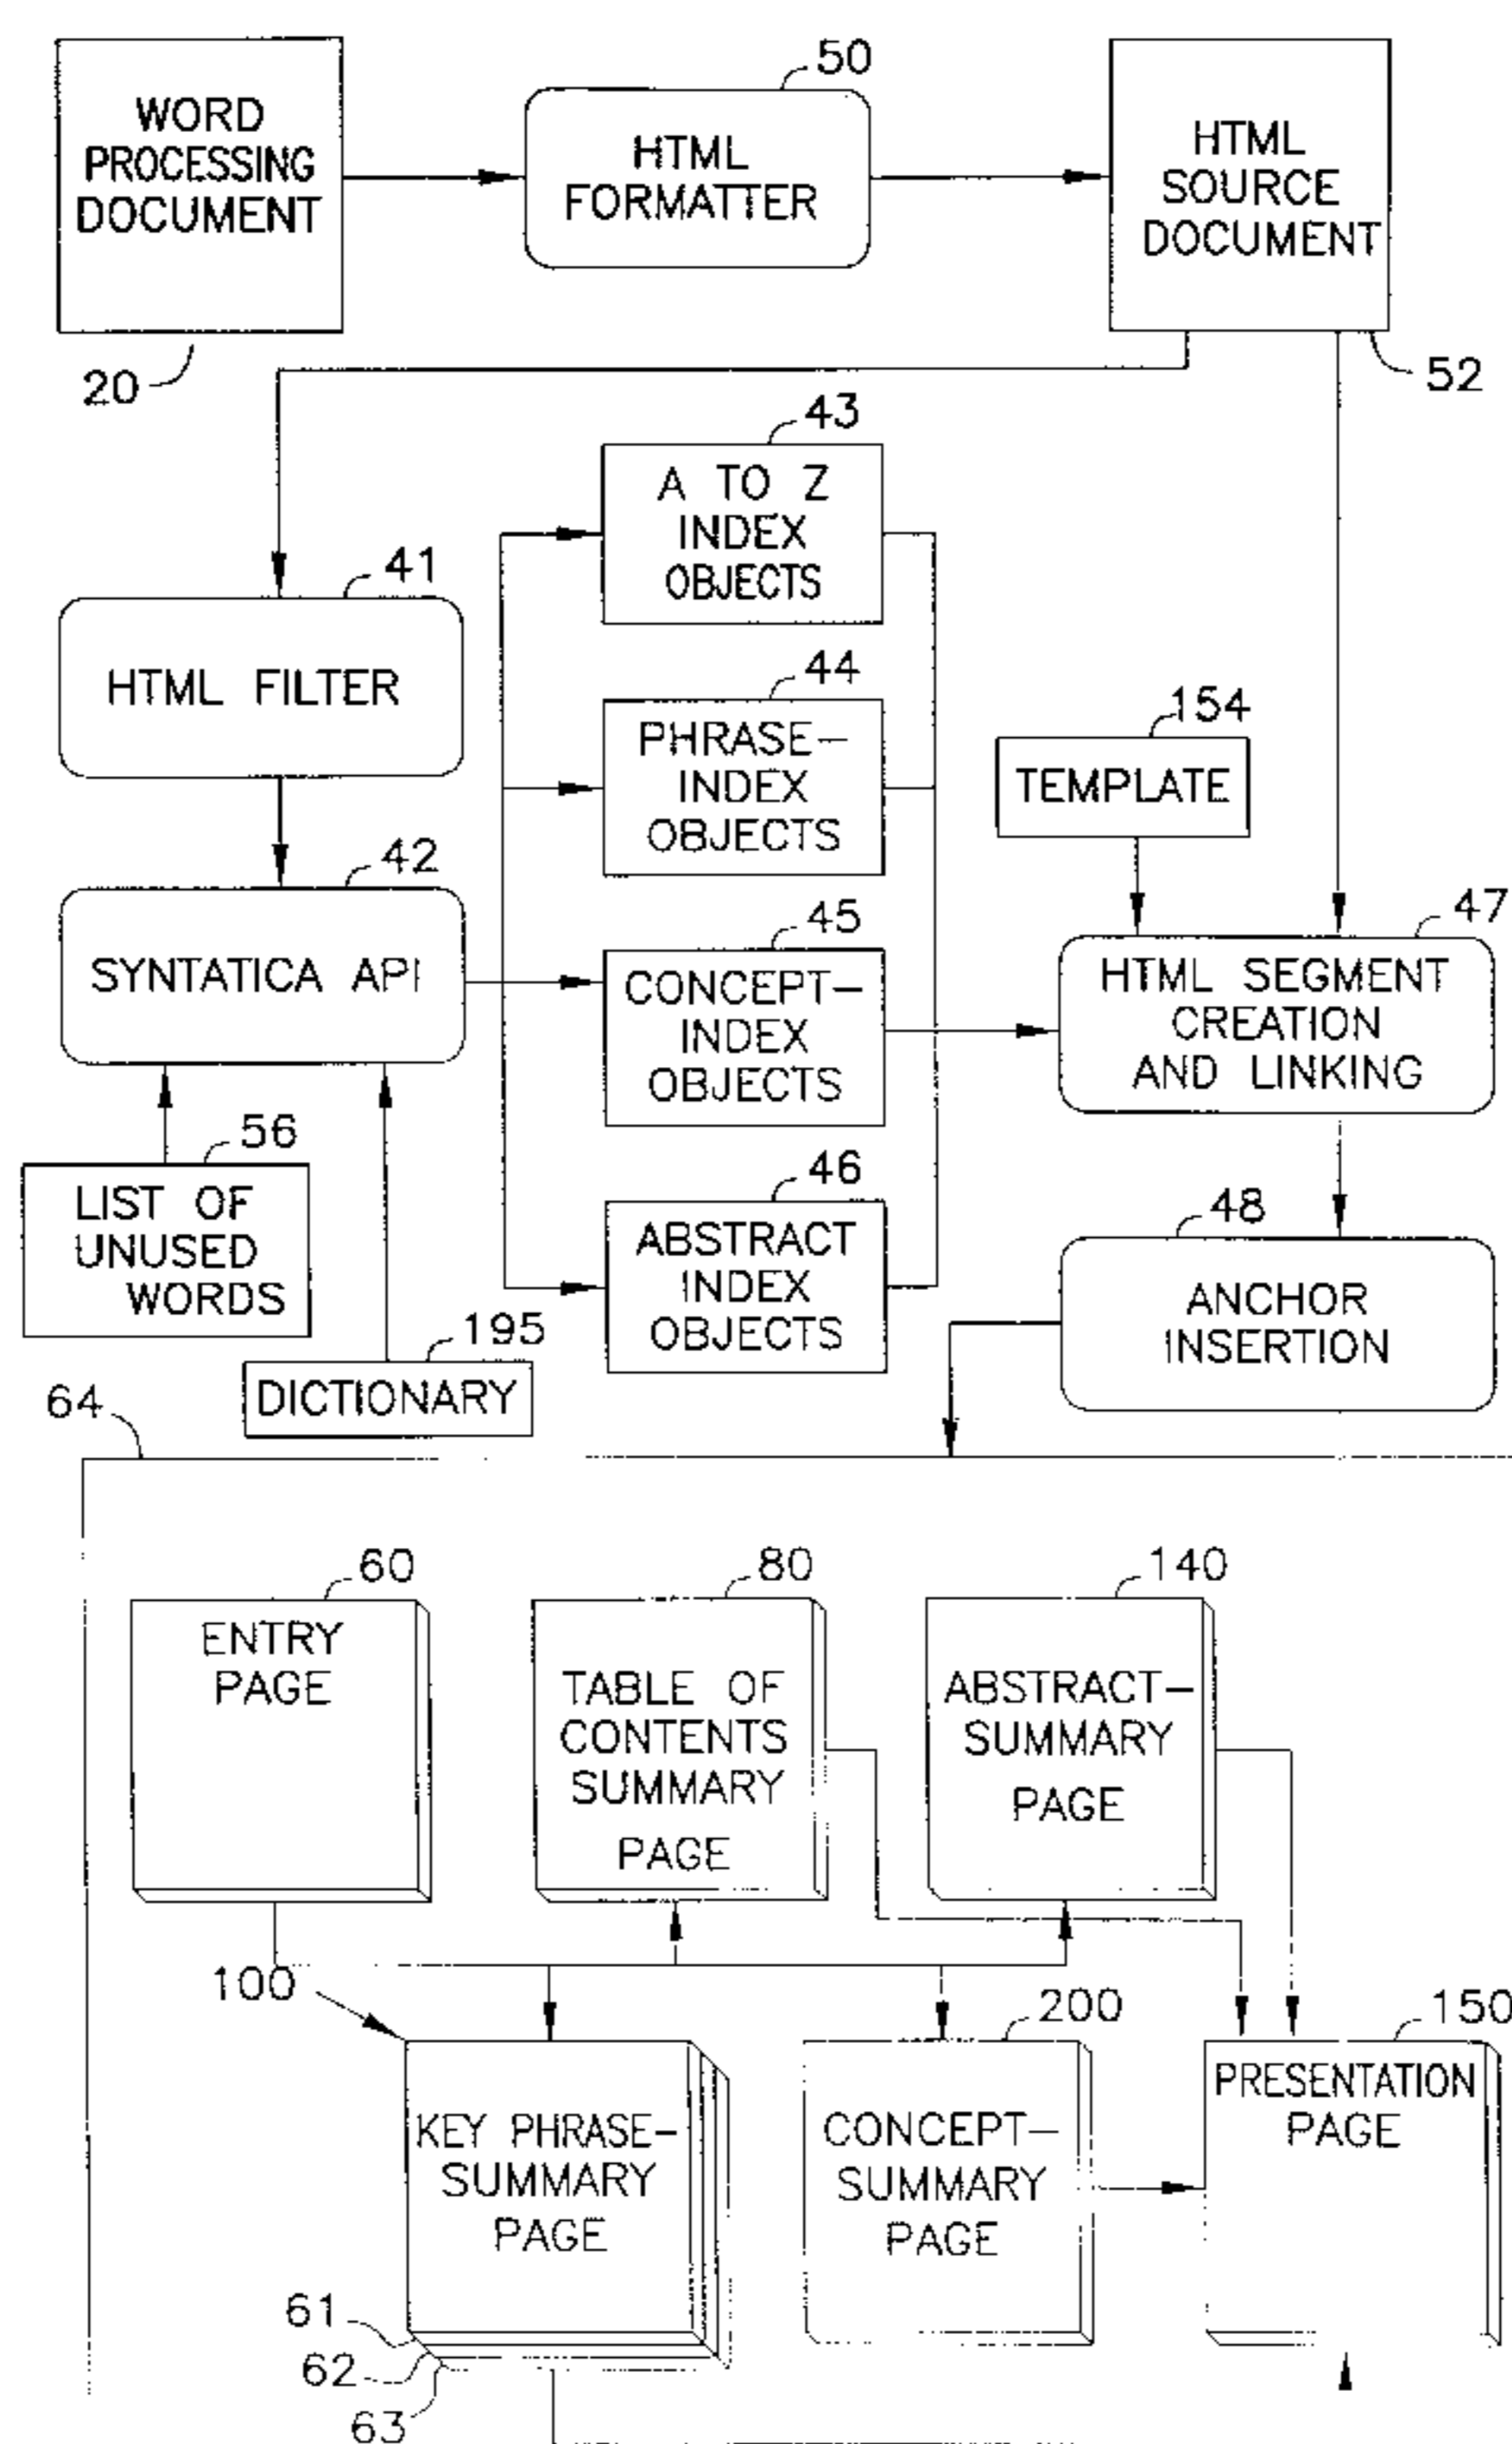 50
WORD
PROCESSING
DOCUMENT
HTML
FORMATTER
HTML
SOURCE
DOCUMENT
20
52
43
A TO Z
INDEX
OBJECTS
41
HTML FILTER
44
PHRASE-
INDEX
OBJECTS
154
TEMPLATE
42
SYNTATICA API
45
CONCEPT-
INDEX
OBJECTS
47
HTML SEGMENT
CREATION
AND LINKING
56
LIST OF
UNUSED
WORDS
46
ABSTRACT
INDEX
OBJECTS
48
ANCHOR
INSERTION
195
DICTIONARY
64
60
ENTRY
PAGE
80
TABLE OF
CONTENTS
SUMMARY
PAGE
140
ABSTRACT-
SUMMARY
PAGE
100
KEY PHRASE-
SUMMARY
PAGE
200
CONCEPT-
SUMMARY
PAGE
150
PRESENTATION
PAGE
61
62
63